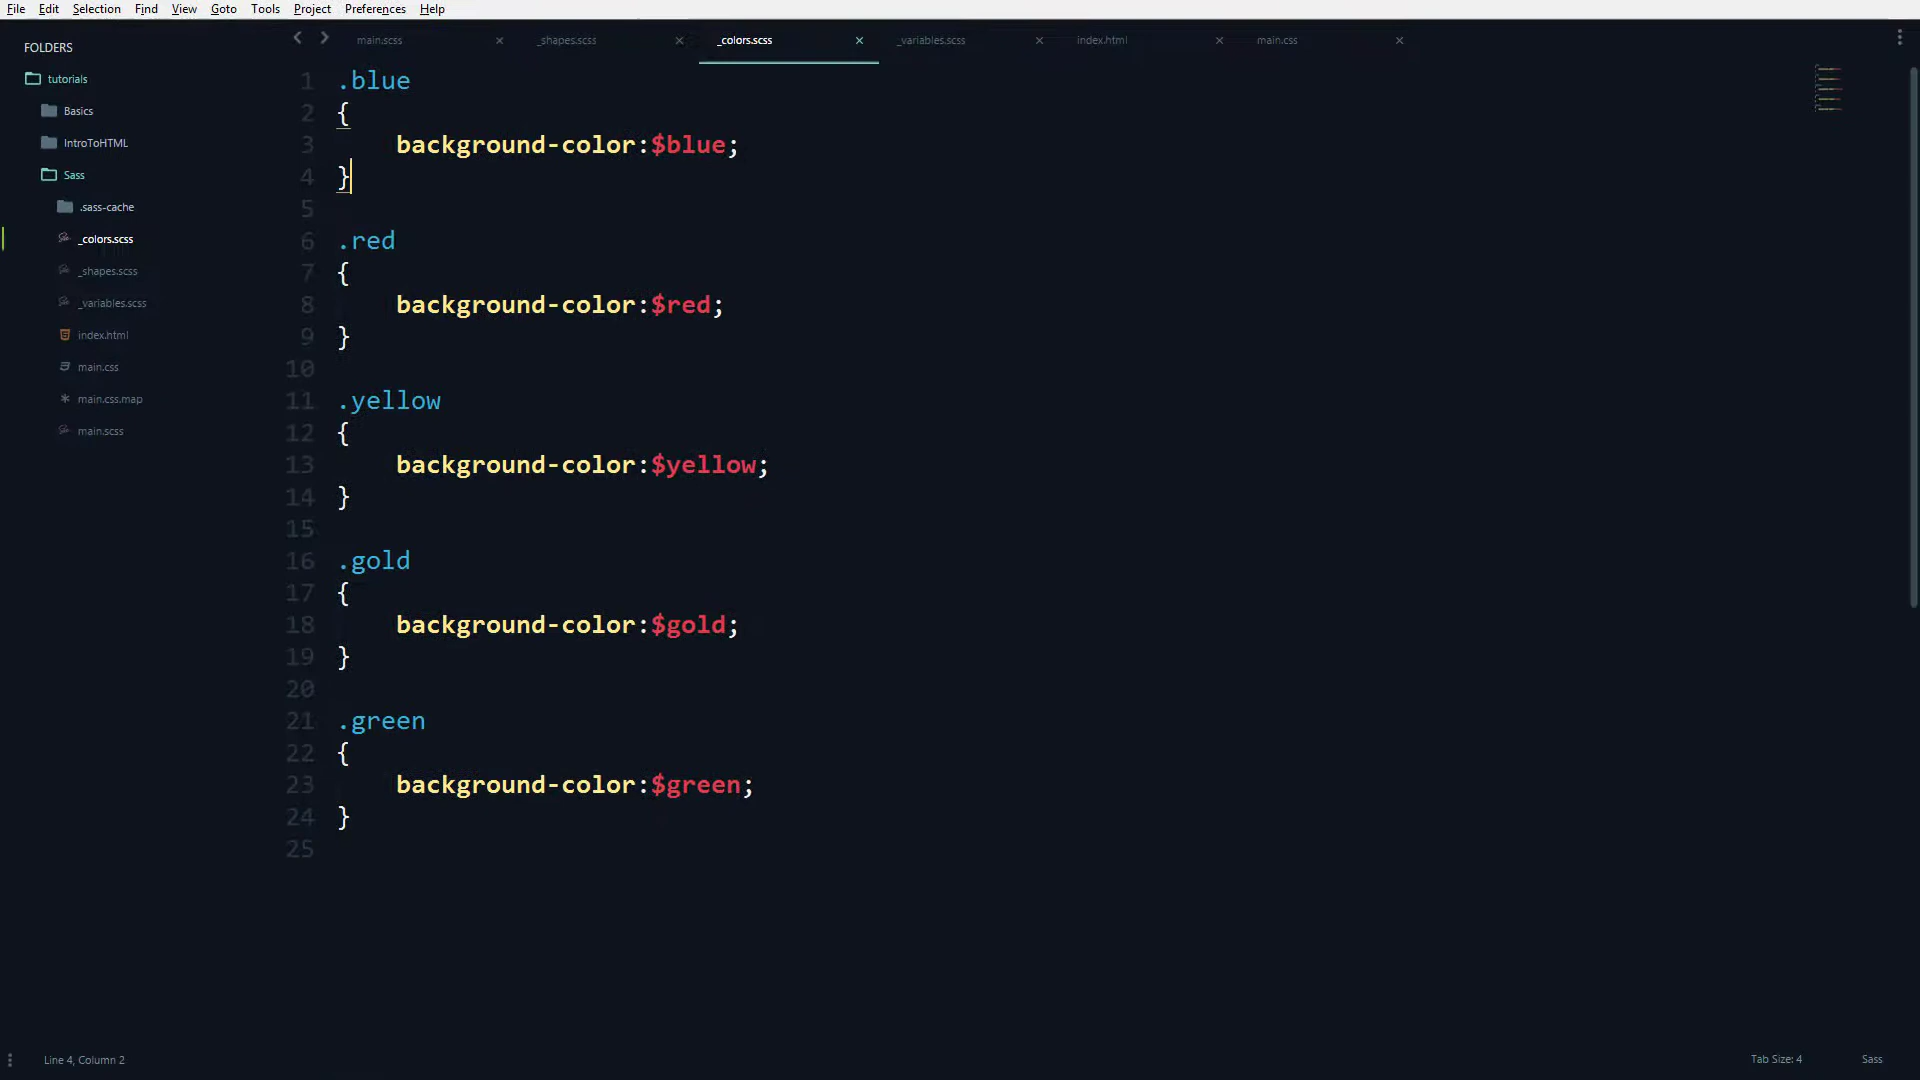 File Edit Selection Find View Goto Tools Project Preferences Help
FOLDERS
tutorials
Basics
IntroToHTML
Sass
.sass-cache
_colors.scss
_shapes.scss
_variables.scss
index.html
main.css
main.css.map
main.scss
main.scss × _shapes.scss × _colors.scss × _variables.scss × index.html × main.css ×
1 .blue
2 {
3     background-color:$blue;
4 }
5
6 .red
7 {
8     background-color:$red;
9 }
10
11 .yellow
12 {
13     background-color:$yellow;
14 }
15
16 .gold
17 {
18     background-color:$gold;
19 }
20
21 .green
22 {
23     background-color:$green;
24 }
25
Line 4, Column 2
Tab Size: 4 Sass